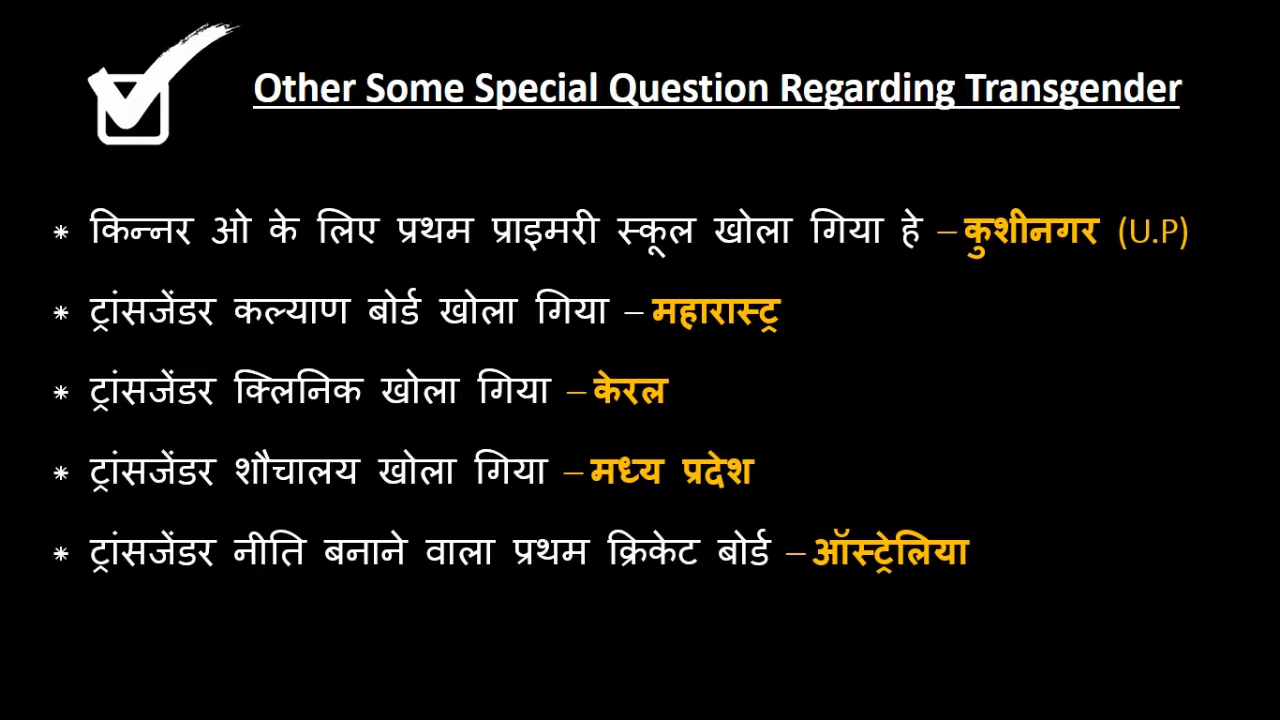 Other Some Special Question Regarding Transgender
* किन्नर ओ के लिए प्रथम प्राइमरी स्कूल खोला गिया हे – कुशीनगर (U.P)
* ट्रांसजेंडर कल्याण बोर्ड खोला गिया – महारास्ट्र
* ट्रांसजेंडर क्लिनिक खोला गिया – केरल
* ट्रांसजेंडर शौचालय खोला गिया – मध्य प्रदेश
* ट्रांसजेंडर नीति बनाने वाला प्रथम क्रिकेट बोर्ड – ऑस्ट्रेलिया